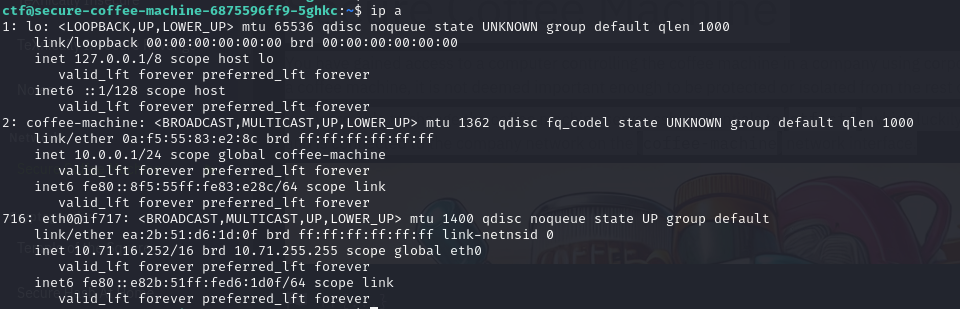 ctf@secure-coffee-machine-6875596ff9-5ghkc:~$ ip a
1: lo: <LOOPBACK,UP,LOWER_UP> mtu 65536 qdisc noqueue state UNKNOWN group default qlen 1000
    link/loopback 00:00:00:00:00:00 brd 00:00:00:00:00:00
    inet 127.0.0.1/8 scope host lo
       valid_lft forever preferred_lft forever
    inet6 ::1/128 scope host
       valid_lft forever preferred_lft forever
2: coffee-machine: <BROADCAST,MULTICAST,UP,LOWER_UP> mtu 1362 qdisc fq_codel state UNKNOWN group default qlen 1000
    link/ether 0a:f5:55:83:e2:8c brd ff:ff:ff:ff:ff:ff
    inet 10.0.0.1/24 scope global coffee-machine
       valid_lft forever preferred_lft forever
    inet6 fe80::8f5:55ff:fe83:e28c/64 scope link
       valid_lft forever preferred_lft forever
716: eth0@if717: <BROADCAST,MULTICAST,UP,LOWER_UP> mtu 1400 qdisc noqueue state UP group default
    link/ether ea:2b:51:d6:1d:0f brd ff:ff:ff:ff:ff:ff link-netnsid 0
    inet 10.71.16.252/16 brd 10.71.255.255 scope global eth0
       valid_lft forever preferred_lft forever
    inet6 fe80::e82b:51ff:fed6:1d0f/64 scope link
       valid_lft forever preferred_lft forever